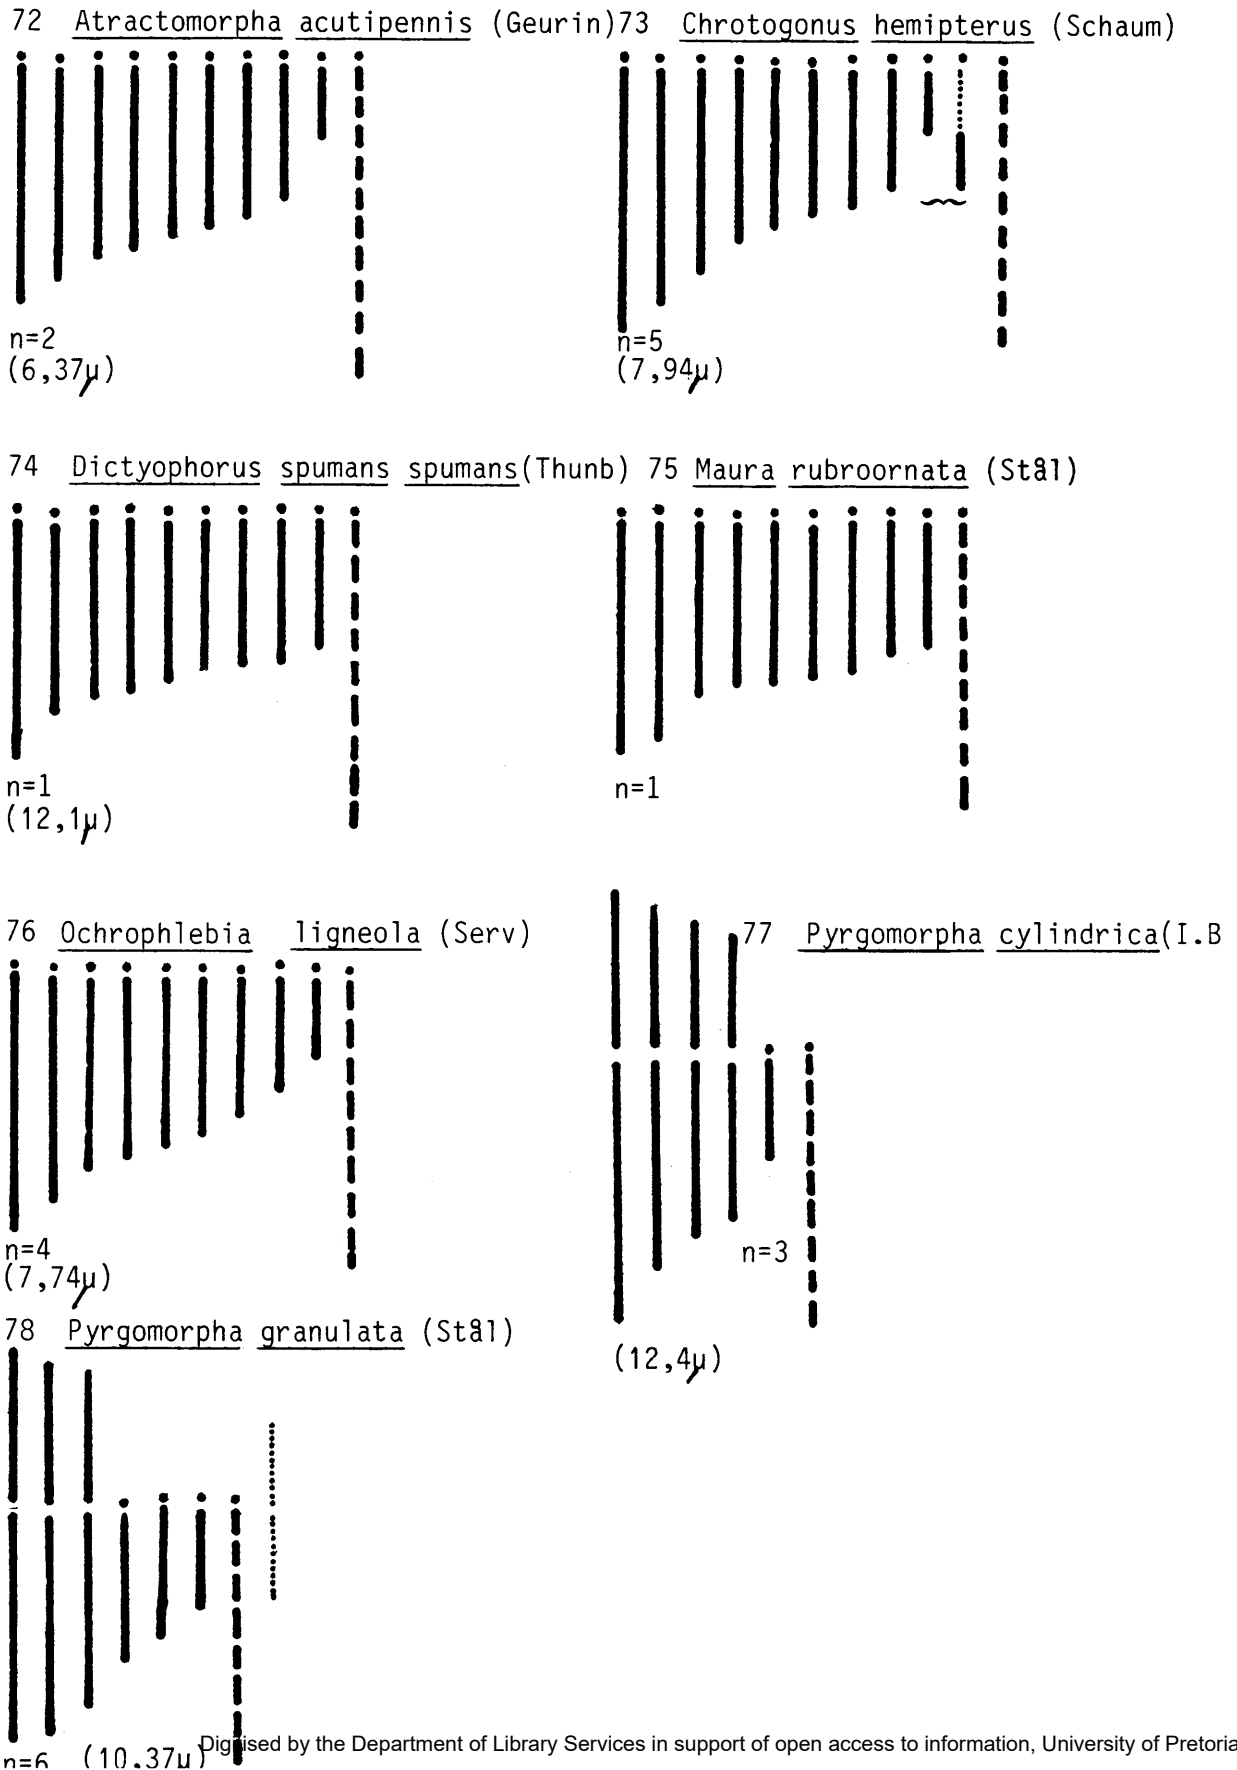 72 Atractomorpha acutipennis (Geurin) 73 Chrotogonus hemipterus (Schaum)
n=2
(6,37µ)
n=5
(7,94µ)
74 Dictyophorus spumans spumans(Thunb) 75 Maura rubroornata (Stål)
n=1
(12,1µ)
n=1
76 Ochrophlebia ligneola (Serv)
77 Pyrgomorpha cylindrica(I.B
n=4
(7,74µ)
n=3
(12,4µ)
78 Pyrgomorpha granulata (Stål)
n=6 (10,37µ)
Digitised by the Department of Library Services in support of open access to information, University of Pretoria